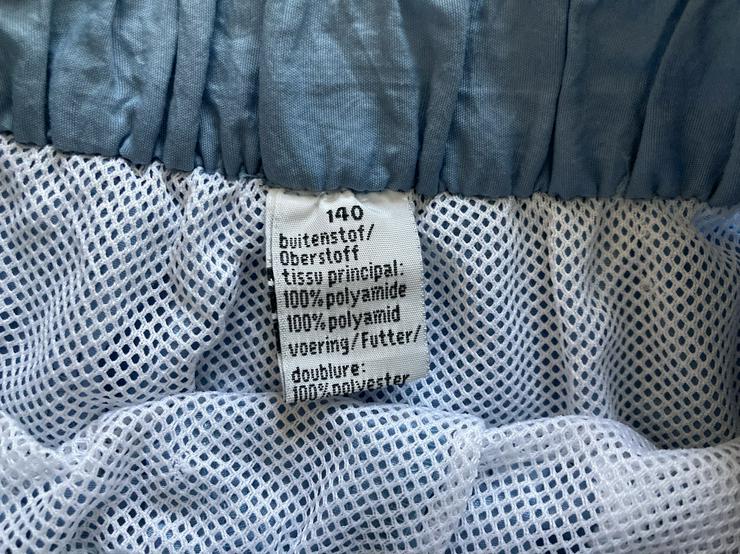 140
buitenstof/
Oberstoff
tissu principal:
100% polyamide
100% polyamid
voering/Futter/
doublure:
100% polyester